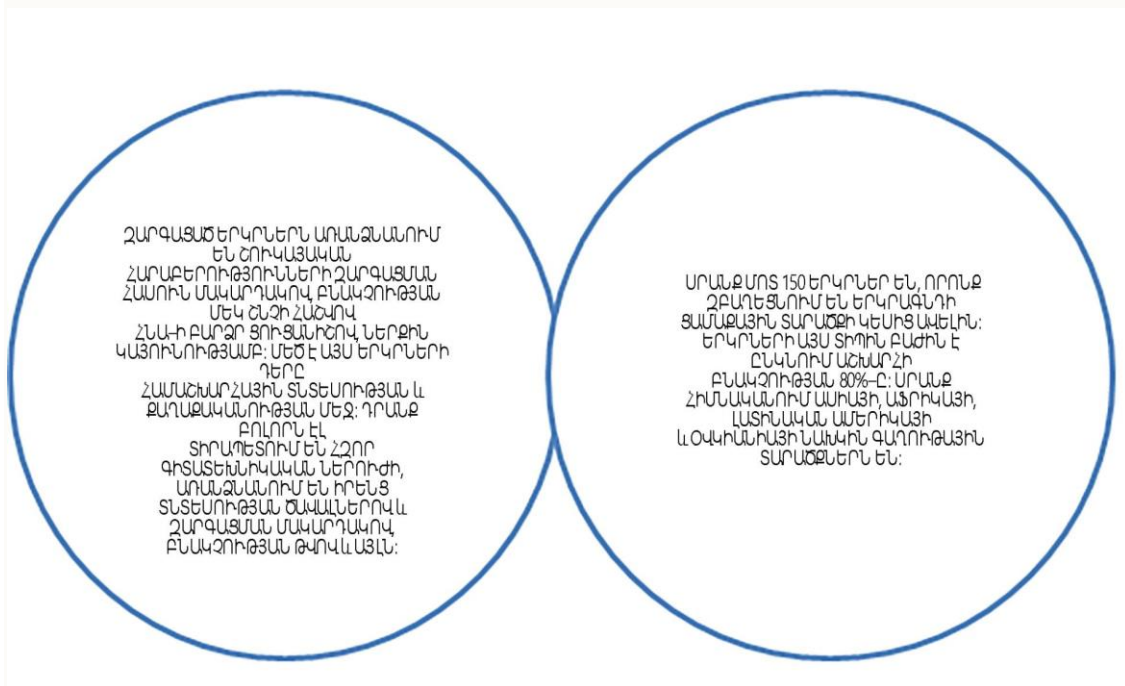 ԶԱՐԳԱՑԱԾ ԵՐԿՐՆԵՐՆ ԱՌԱՆՁՆԱՆՈՒՄ
ԵՆ ՇՈՒԿԱՅԱԿԱՆ
ՀԱՐԱԲԵՐՈՒԹՅՈՒՆՆԵՐԻ ԶԱՐԳԱՑՄԱՆ
ՀԱՍՈՒՆ ՄԱԿԱՐԴԱԿՈՎ, ԲՆԱԿՉՈՒԹՅԱՆ
ՄԵԿ ՇՆՉԻ ՀԱՇՎՈՎ
ՀՆԱ–Ի ԲԱՐՁՐ ՑՈՒՑԱՆԻՇՈՎ, ՆԵՐՔԻՆ
ԿԱՅՈՒՆՈՒԹՅԱՄԲ: ՄԵԾ Է ԱՅՍ ԵՐԿՐՆԵՐԻ
ԴԵՐԸ
ՀԱՄԱՇԽԱՐՀԱՅԻՆ ՏՆՏԵՍՈՒԹՅԱՆ և
ՔԱՂԱՔԱԿԱՆՈՒԹՅԱՆ ՄԵՋ: ԴՐԱՆՔ
ԲՈԼՈՐՆ ԷԼ
ՏԻՐԱՊԵՏՈՒՄ ԵՆ ՀԶՈՐ
ԳԻՏԱՏԵԽՆԻԿԱԿԱՆ ՆԵՐՈՒԺԻ,
ԱՌԱՆՁՆԱՆՈՒՄ ԵՆ ԻՐԵՆՑ
ՏՆՏԵՍՈՒԹՅԱՆ ԾԱՎԱԼՆԵՐՈՎ և
ԶԱՐԳԱՑՄԱՆ ՄԱԿԱՐԴԱԿՈՎ,
ԲՆԱԿՉՈՒԹՅԱՆ ԹՎՈՎ և ԱՅԼՆ:
ՍՐԱՆՔ ՄՈՏ 150 ԵՐԿՐՆԵՐ ԵՆ, ՈՐՈՆՔ
ԶԲԱՂԵՑՆՈՒՄ ԵՆ ԵՐԿՐԱԳՆԴԻ
ՑԱՄԱՔԱՅԻՆ ՏԱՐԱԾՔԻ ԿԵՍԻՑ ԱՎԵԼԻՆ:
ԵՐԿՐՆԵՐԻ ԱՅՍ ՏԻՊԻՆ ԲԱԺԻՆ Է
ԸՆԿՆՈՒՄ ԱՇԽԱՐՀԻ
ԲՆԱԿՉՈՒԹՅԱՆ 80%–Ը: ՍՐԱՆՔ
ՀԻՄՆԱԿԱՆՈՒՄ ԱՍԻԱՅԻ, ԱՖՐԻԿԱՅԻ,
ԼԱՏԻՆԱԿԱՆ ԱՄԵՐԻԿԱՅԻ
և ՕՎԿԻԱՆԻԱՅԻ ՆԱԽԿԻՆ ԳԱՂՈՒԹԱՅԻՆ
ՏԱՐԱԾՔՆԵՐՆ ԵՆ: